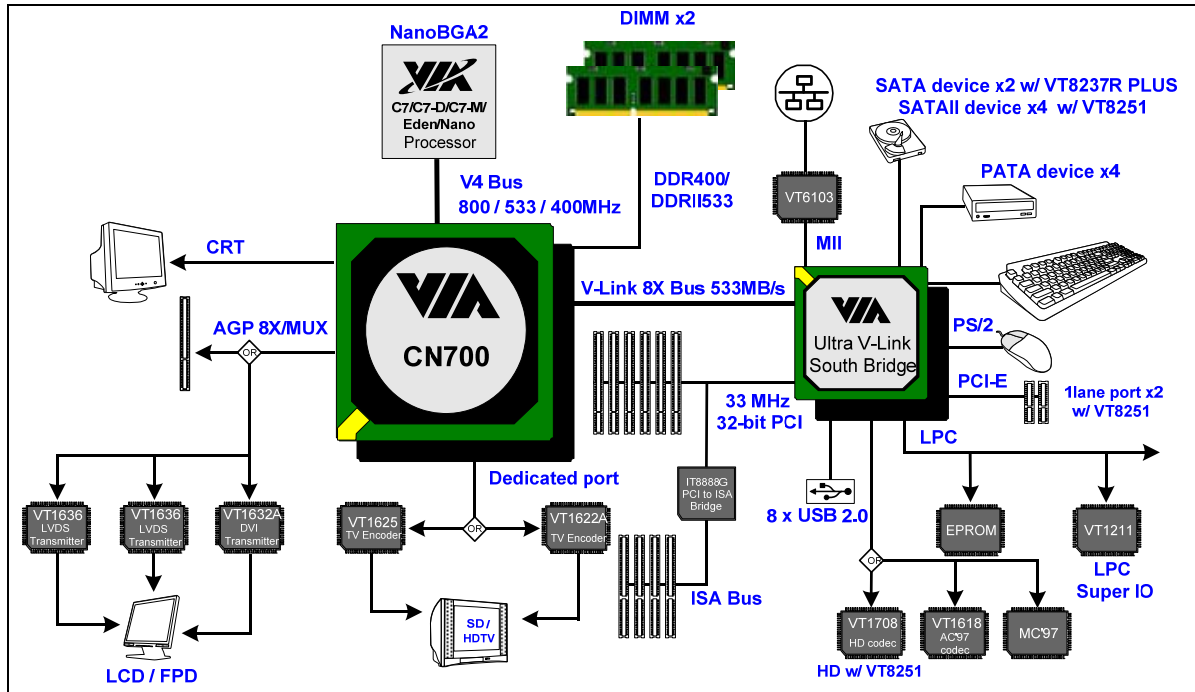 NanoBGA2
VIA
C7/C7-D/C7-M/
Eden/Nano
Processor
DIMM x2
SATA device x2 w/ VT8237R PLUS
SATAII device x4 w/ VT8251
PATA device x4
V4 Bus
800 / 533 / 400MHz
DDR400/
DDRII533
VT6103
MII
CRT
VIA
CN700
V-Link 8X Bus 533MB/s
VIA
Ultra V-Link
South Bridge
PS/2
AGP 8X/MUX
OR
PCI-E
1lane port x2
w/ VT8251
33 MHz
32-bit PCI
LPC
Dedicated port
IT8888G
PCI to ISA
Bridge
8 x USB 2.0
VT1636
LVDS
Transmitter
VT1636
LVDS
Transmitter
VT1632A
DVI
Transmitter
VT1625
TV Encoder
OR
VT1622A
TV Encoder
EPROM
VT1211
LPC
Super IO
OR
ISA Bus
SD /
HDTV
LCD / FPD
VT1708
HD codec
VT1618
AC'97
codec
MC'97
HD w/ VT8251